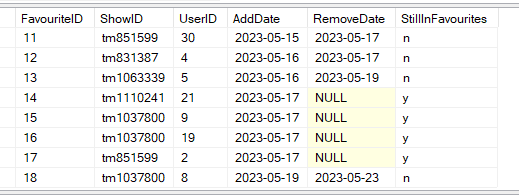 FavouriteID ShowID UserID AddDate RemoveDate StillInFavourites
11 tm851599 30 2023-05-15 2023-05-17 n
12 tm831387 4 2023-05-16 2023-05-17 n
13 tm1063339 5 2023-05-16 2023-05-19 n
14 tm1110241 21 2023-05-17 NULL y
15 tm1037800 9 2023-05-17 NULL y
16 tm1037800 19 2023-05-17 NULL y
17 tm851599 2 2023-05-17 NULL y
18 tm1037800 8 2023-05-19 2023-05-23 n